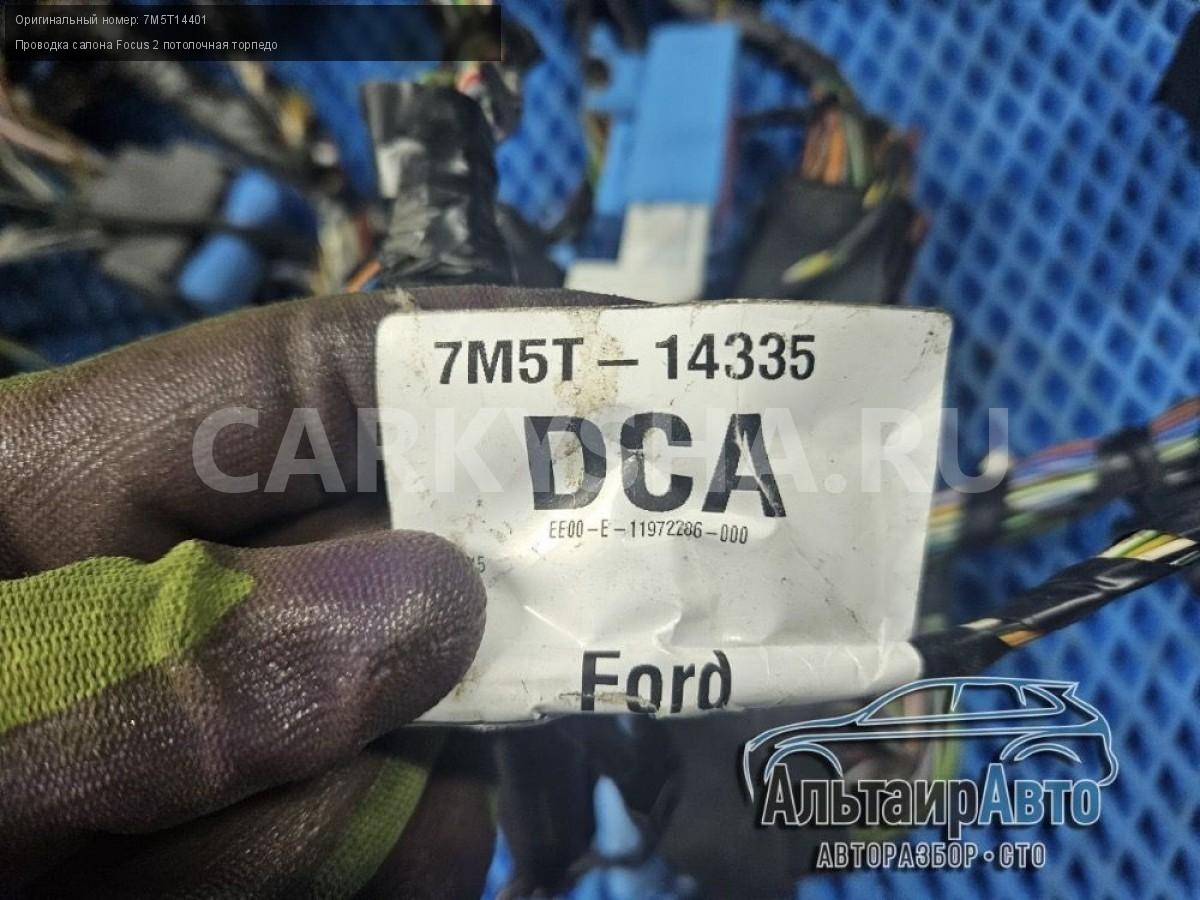 Оригинальный номер: 7M5T14401
Проводка салона Focus 2 потолочная торпедо
7M5T-14335
DCA
EE00-E-11972286-000
Ford
CARKYCHA.RU
АльтаирАвто
АВТОРАЗБОР•СТО